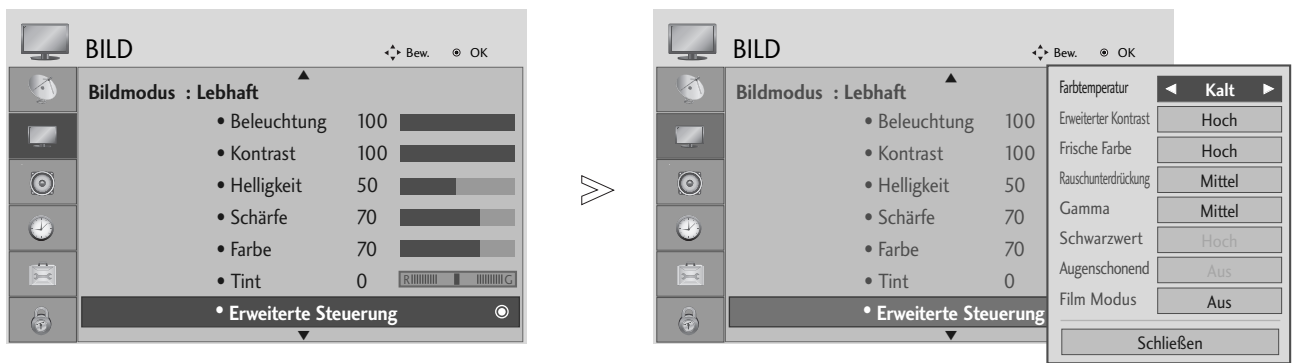 BILD
Bew. OK
Bildmodus : Lebhaft
• Beleuchtung 100
• Kontrast 100
• Helligkeit 50
• Schärfe 70
• Farbe 70
• Tint 0 R G
• Erweiterte Steuerung
BILD
Bew. OK
Bildmodus : Lebhaft
• Beleuchtung 100
• Kontrast 100
• Helligkeit 50
• Schärfe 70
• Farbe 70
• Tint 0
• Erweiterte Steuerung
Farbtemperatur Kalt
Erweiterter Kontrast Hoch
Frische Farbe Hoch
Rauschunterdrückung Mittel
Gamma Mittel
Schwarzwert Hoch
Augenschonend Aus
Film Modus Aus
Schließen